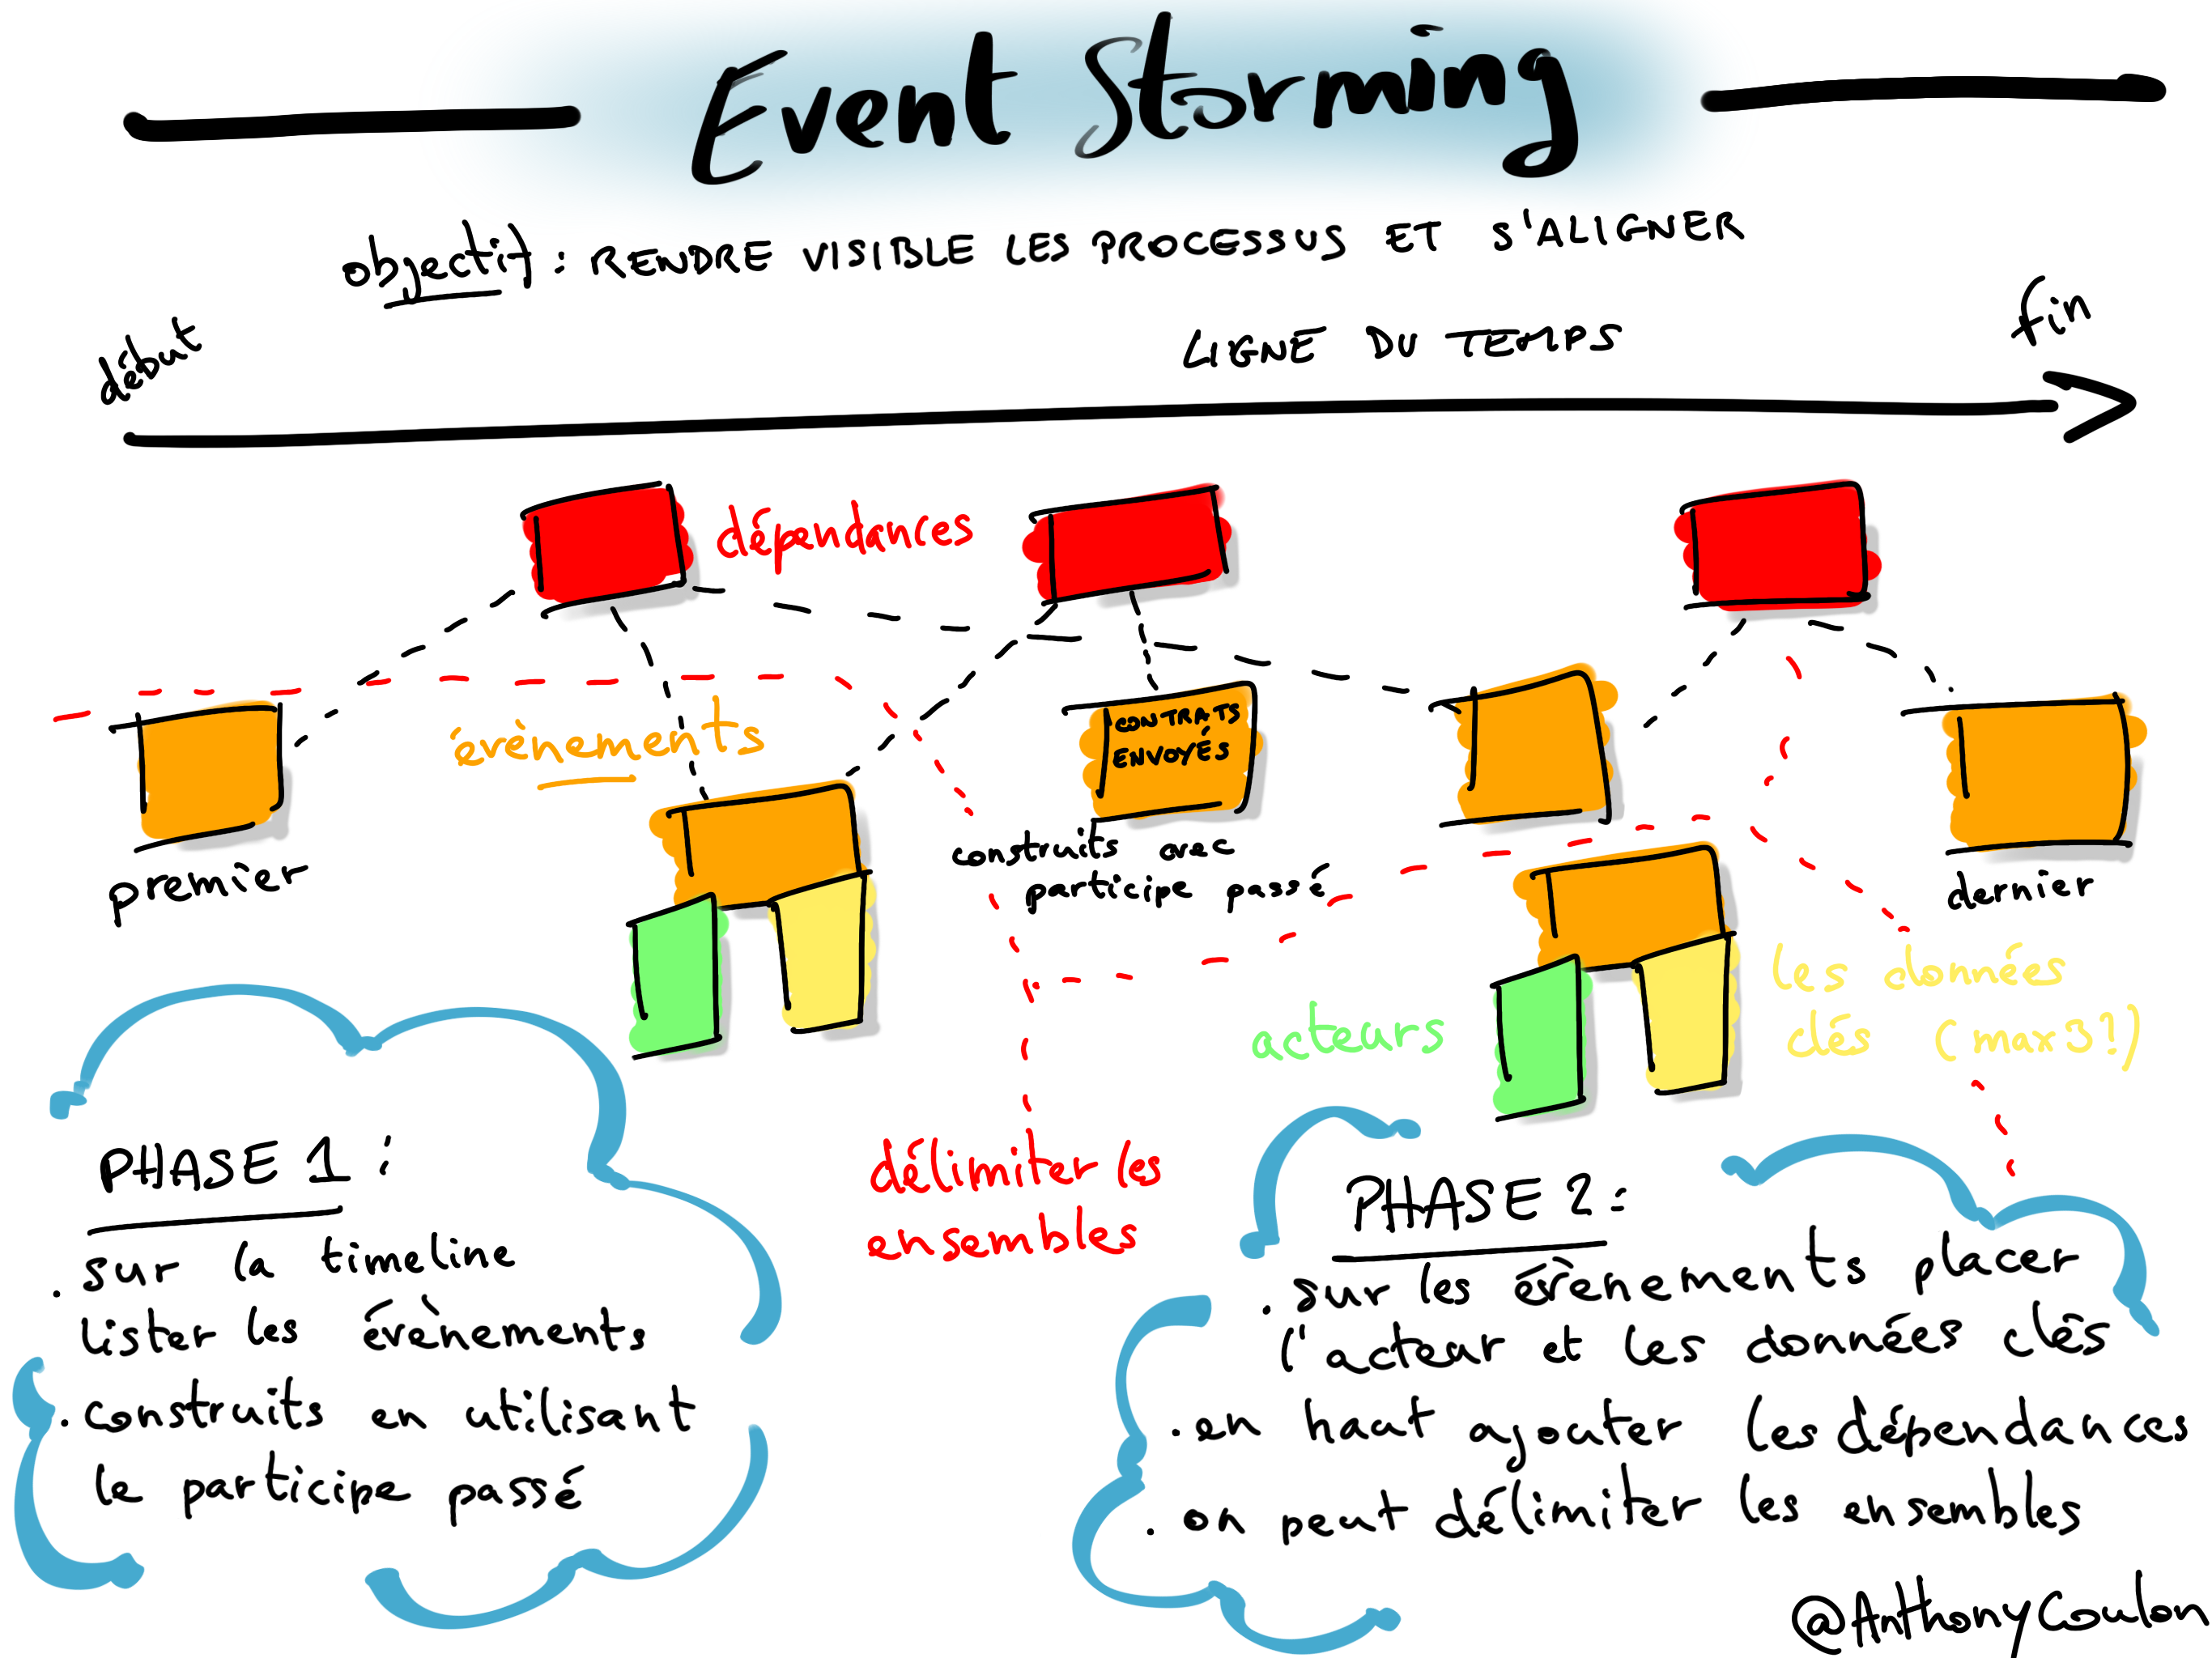 Event Storming
objectif : RENDRE VISIBLE LES PROCESSUS ET S'ALIGNER
début
LIGNE DU TEMPS
fin
dépendances
évènements
CONTRATS
ENVOYÉS
premier
construits avec
participe passé
dernier
les données
clés (max 3!)
acteurs
délimiter les
ensembles
PHASE 1 :
. sur la timeline
lister les évènements
. construits en utilisant
le participe passé
PHASE 2 :
. sur les évènements placer
l'acteur et les données clés
. en haut ajouter les dépendances
. on peut délimiter les ensembles
@AnthonyCoulon